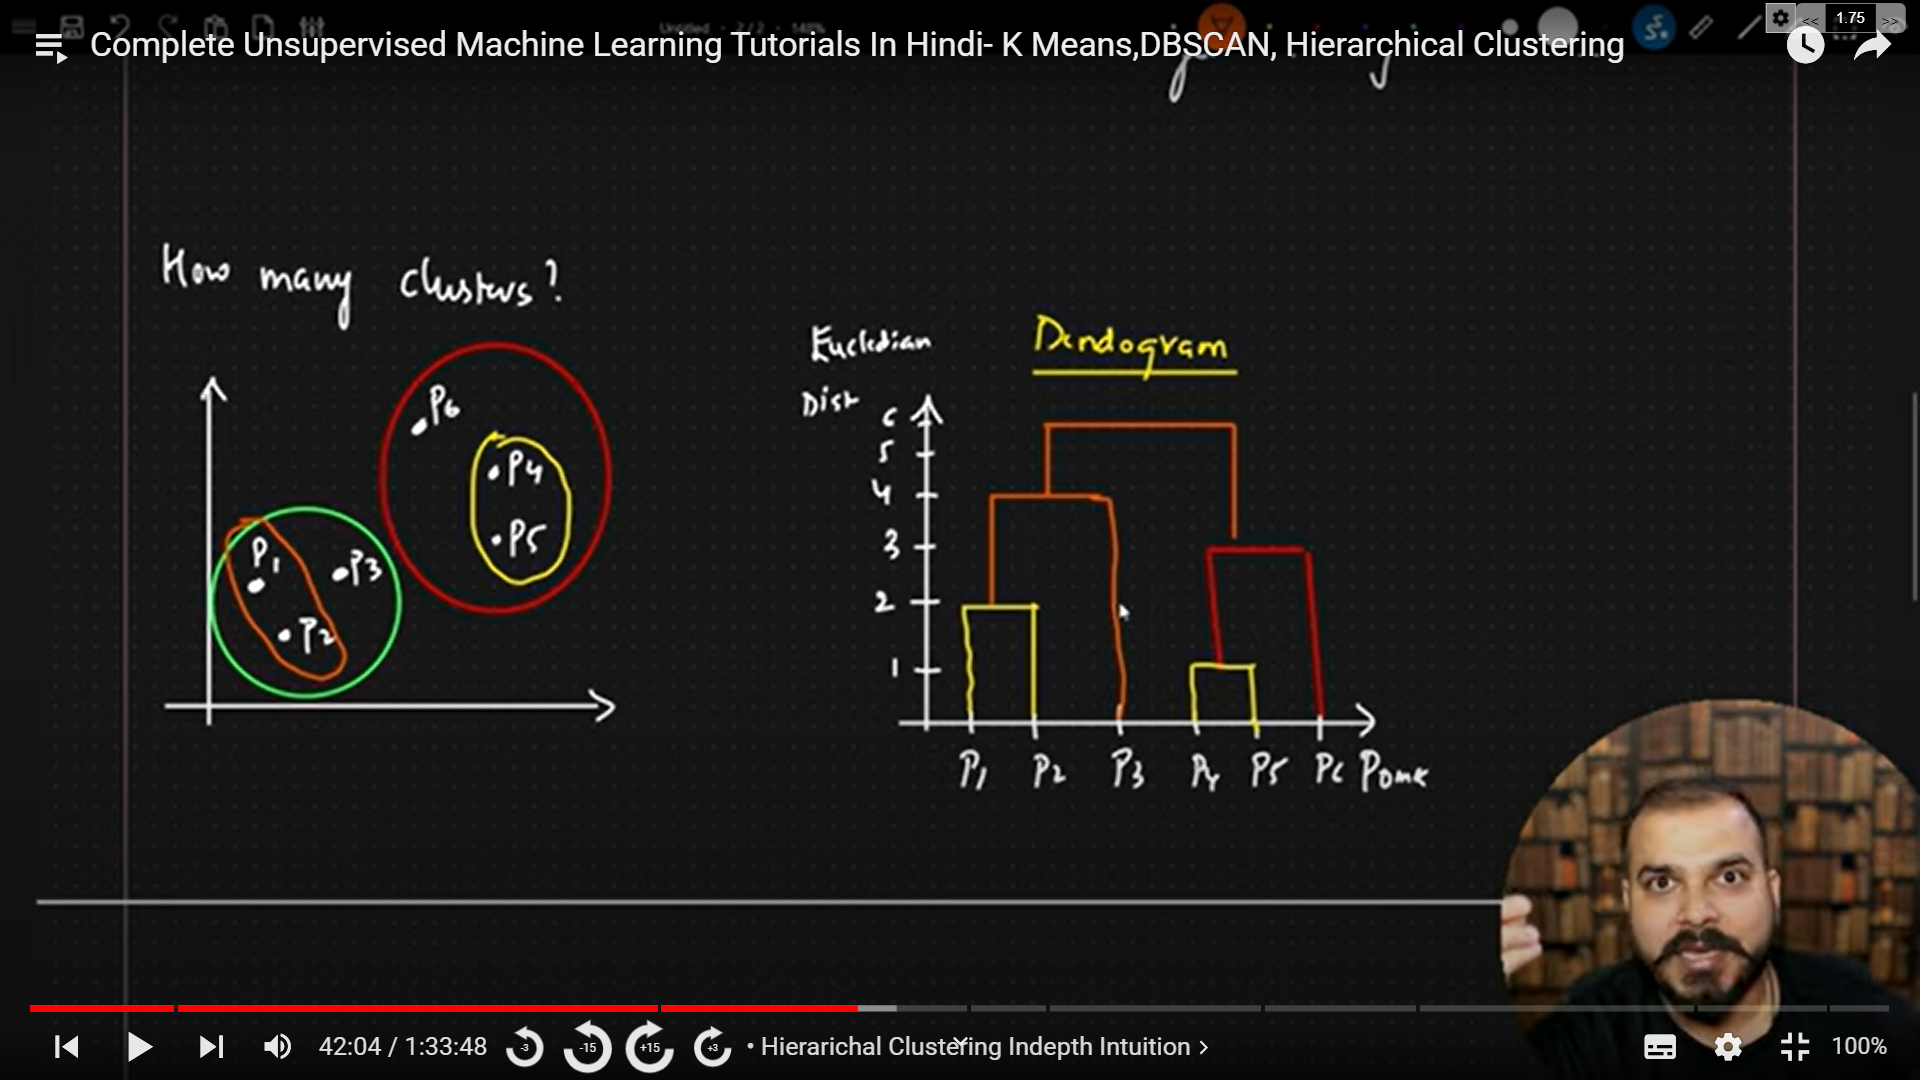 1.75
Complete Unsupervised Machine Learning Tutorials In Hindi- K Means,DBSCAN, Hierarchical Clustering
How many clusters?
Eucledian
Dendogram
Dist
6
5
4
3
2
1
P6
P4
P5
P1
P3
P2
P1 P2 P3 P4 P5 P6
42:04 / 1:33:48
-3
-15
+15
+3
• Hierarichal Clustering Indepth Intuition >
100%